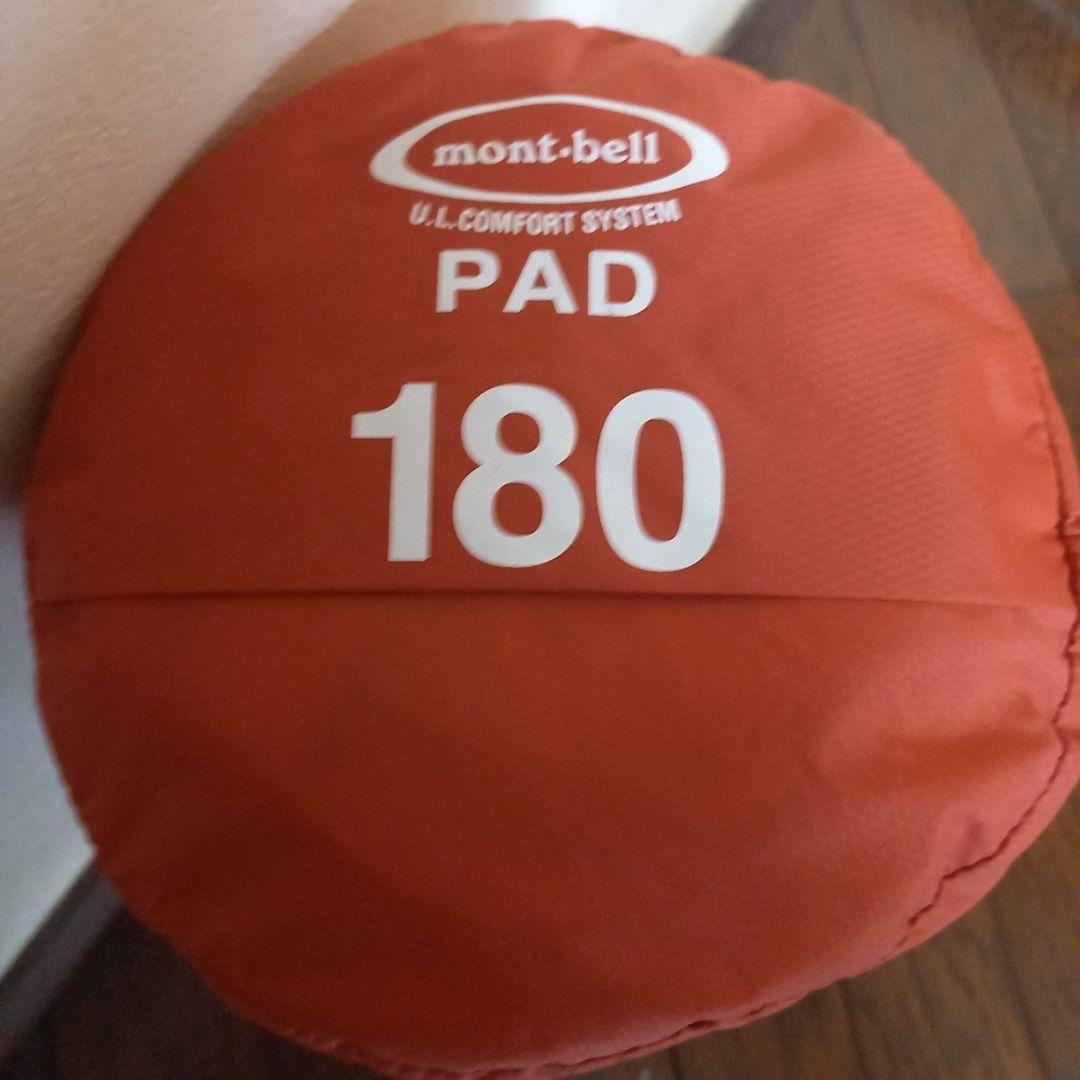 mont·bell
U.L.COMFORT SYSTEM
PAD
180